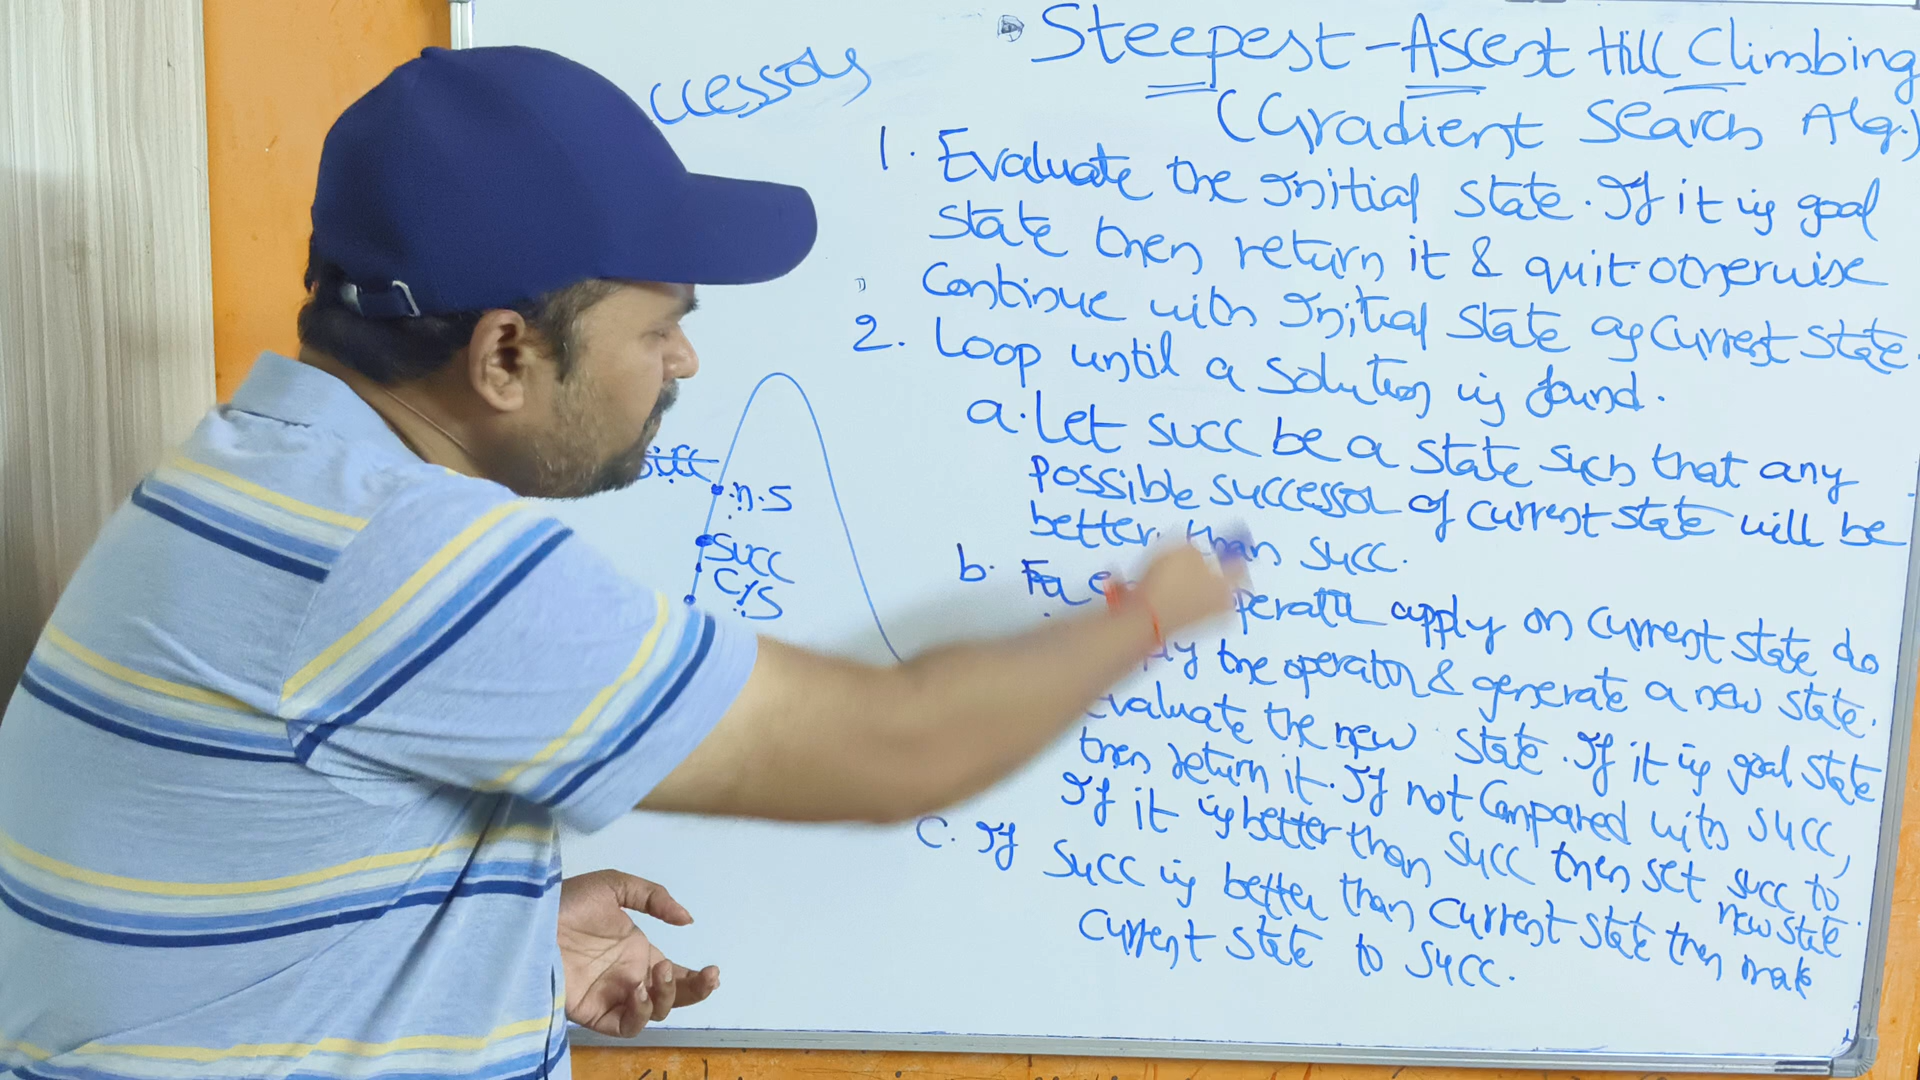 Steepest-Ascent Hill Climbing
(Gradient Search Alg.)
1. Evaluate the Initial State. If it is goal
State then return it & quit otherwise
Continue with Initial State as Current State.
2. Loop until a solution is found.
a. Let SUCC be a State such that any
Possible successor of current state will be
better than SUCC.
b. apply on current state do
the operator & generate a new state.
Evaluate the new State. If it is goal state
then return it. If not Compared with SUCC,
If it is better than SUCC then set SUCC to
new state
C. If SUCC is better than Current State then make
Current State to SUCC.
n.s
SUCC
C/S